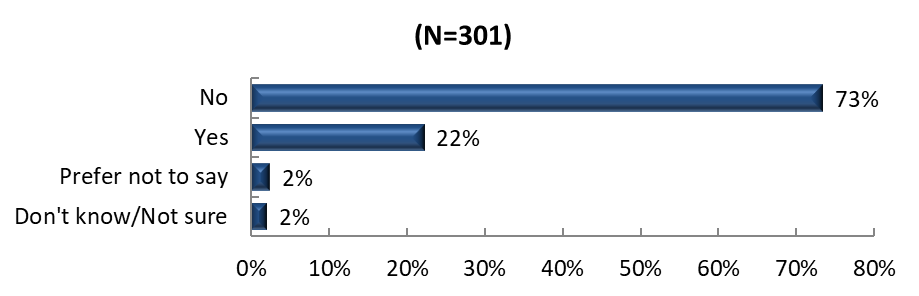 (N=301)
No 73%
Yes 22%
Prefer not to say 2%
Don't know/Not sure 2%
0% 10% 20% 30% 40% 50% 60% 70% 80%